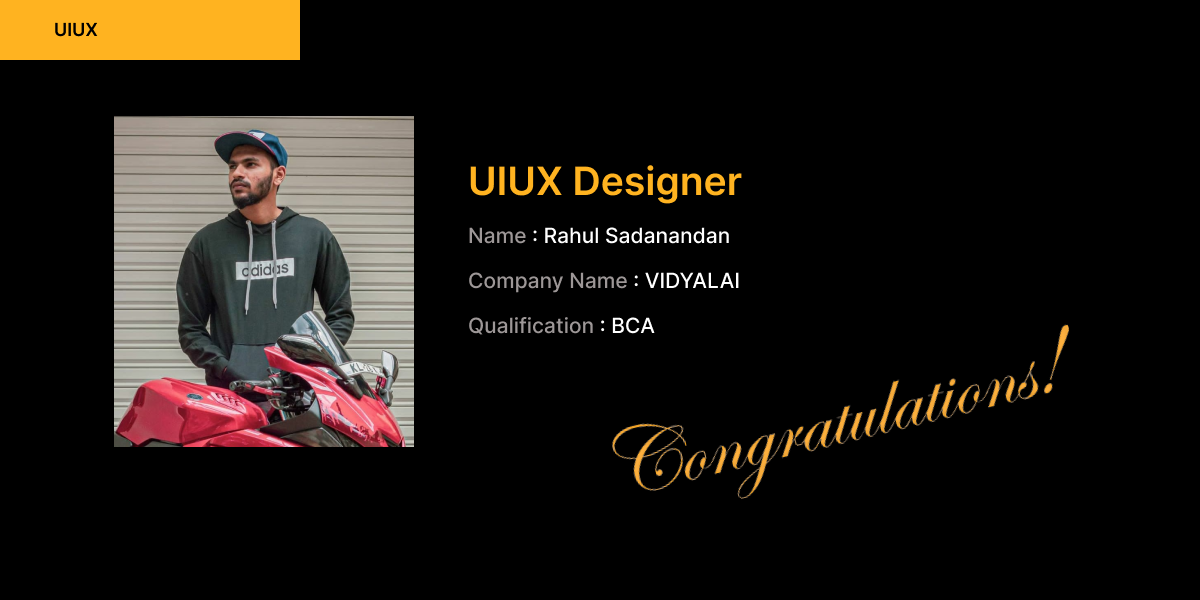 UIUX
adidas
UIUX Designer
Name : Rahul Sadanandan
Company Name : VIDYALAI
Qualification : BCA
Congratulations!